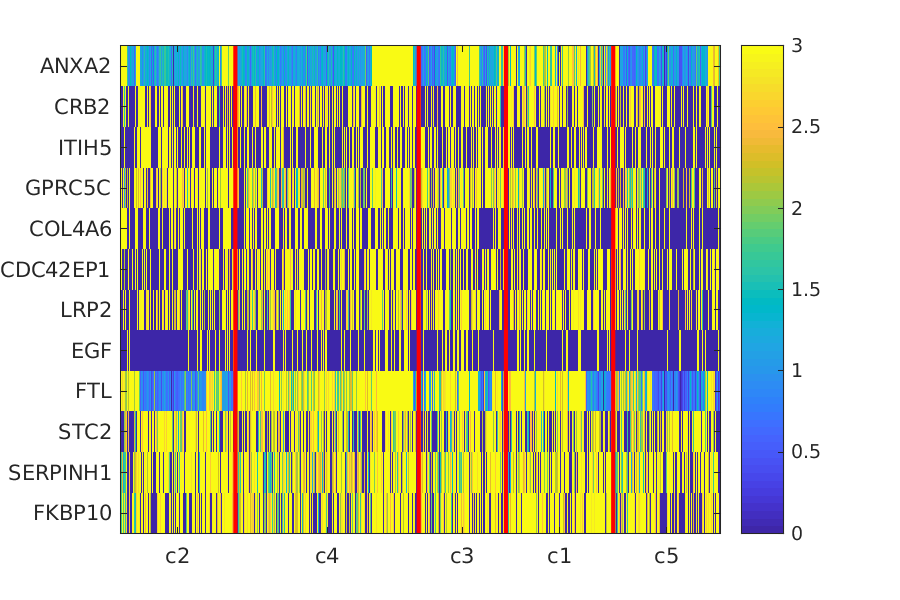 ANXA2
CRB2
ITIH5
GPRC5C
COL4A6
CDC42EP1
LRP2
EGF
FTL
STC2
SERPINH1
FKBP10
c2 c4 c3 c1 c5
3
2.5
2
1.5
1
0.5
0